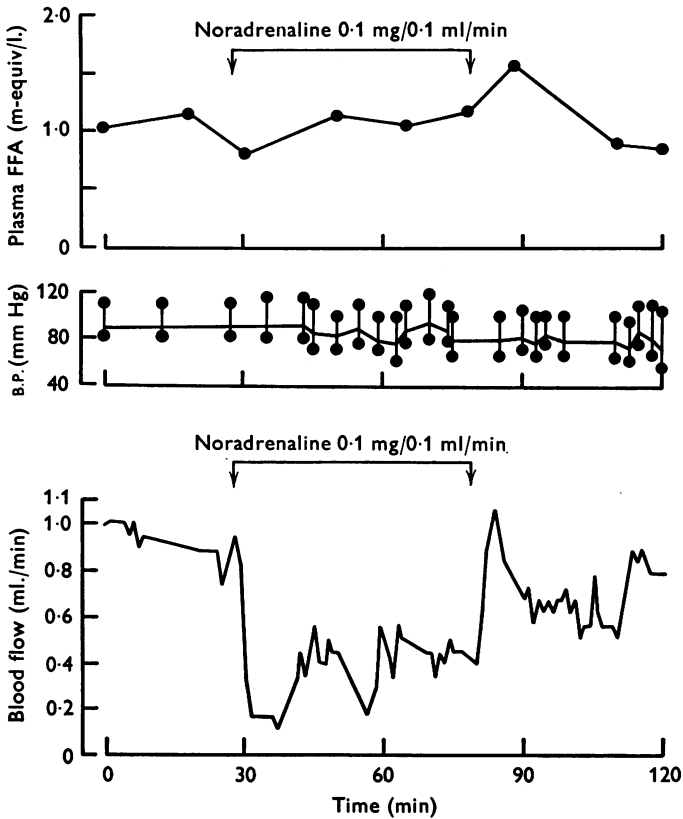 2·0
Noradrenaline 0·1 mg/0·1 ml/min
1·0
0
Plasma FFA (m-equiv/l.)
120
80
40
B.P. (mm Hg)
Noradrenaline 0·1 mg/0·1 ml/min
1·1
1·0
0·8
0·6
0·4
0·2
0
Blood flow (ml./min)
0 30 60 90 120
Time (min)